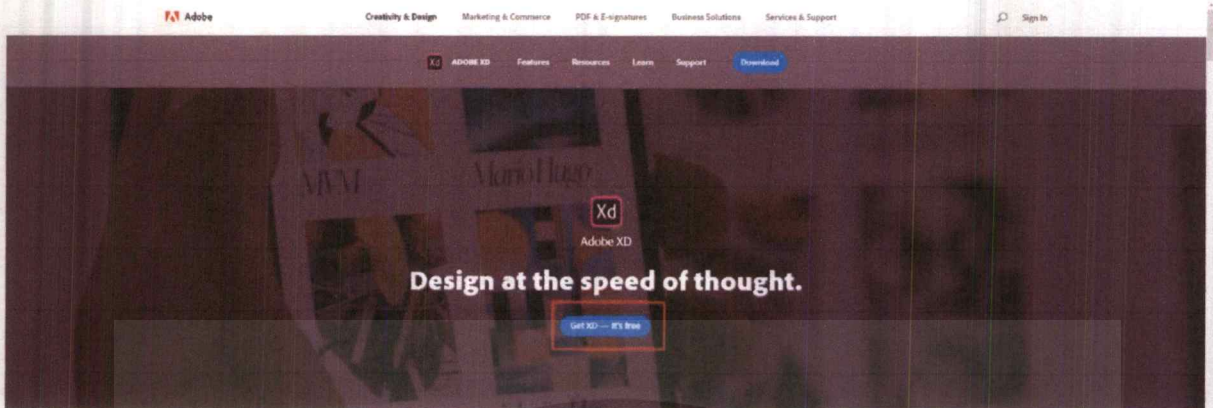 Adobe
Creativity & Design Marketing & Commerce PDF & E-signatures Business Solutions Services & Support
Sign In
Xd ADOBE XD Features Resources Learn Support Download
MVM
Mario Hugo
Xd
Adobe XD
Design at the speed of thought.
Get XD — It's free